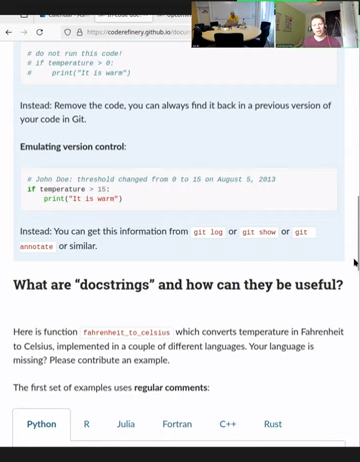 https://coderefinery.github.io/docum
# do not run this code!
# if temperature > 0:
#     print("It is warm")
Instead: Remove the code, you can always find it back in a previous version of
your code in Git.
Emulating version control:
# John Doe: threshold changed from 0 to 15 on August 5, 2013
if temperature > 15:
    print("It is warm")
Instead: You can get this information from git log or git show or git
annotate or similar.
What are “docstrings” and how can they be useful?
Here is function fahrenheit_to_celsius which converts temperature in Fahrenheit
to Celsius, implemented in a couple of different languages. Your language is
missing? Please contribute an example.
The first set of examples uses regular comments:
Python R Julia Fortran C++ Rust